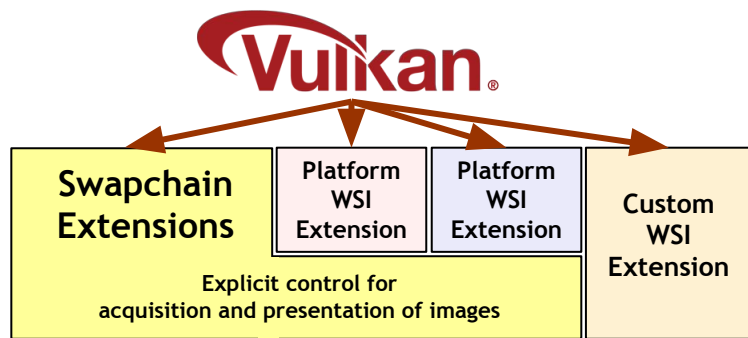 Vulkan®
Swapchain
Extensions
Platform
WSI
Extension
Platform
WSI
Extension
Custom
WSI
Extension
Explicit control for
acquisition and presentation of images